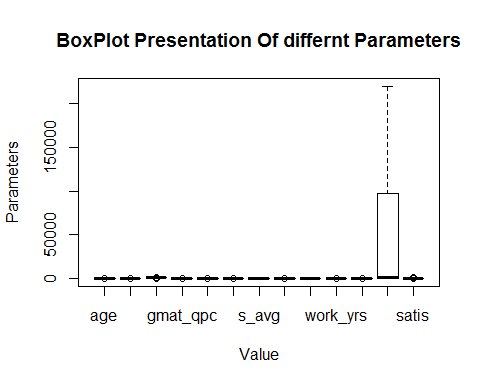 BoxPlot Presentation Of differnt Parameters
Parameters
150000
50000
0
age
gmat_qpc
s_avg
work_yrs
satis
Value